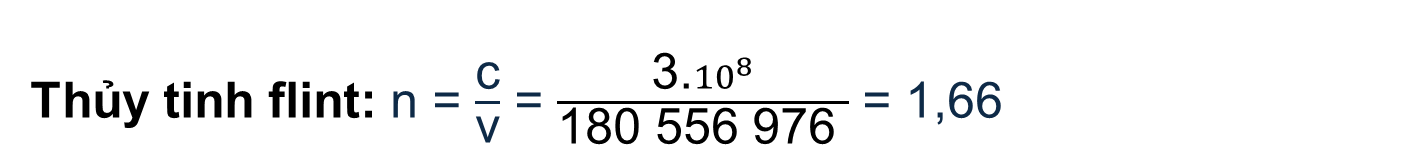 Thủy tinh flint: n = c/v = 3.10⁸/180 556 976 = 1,66